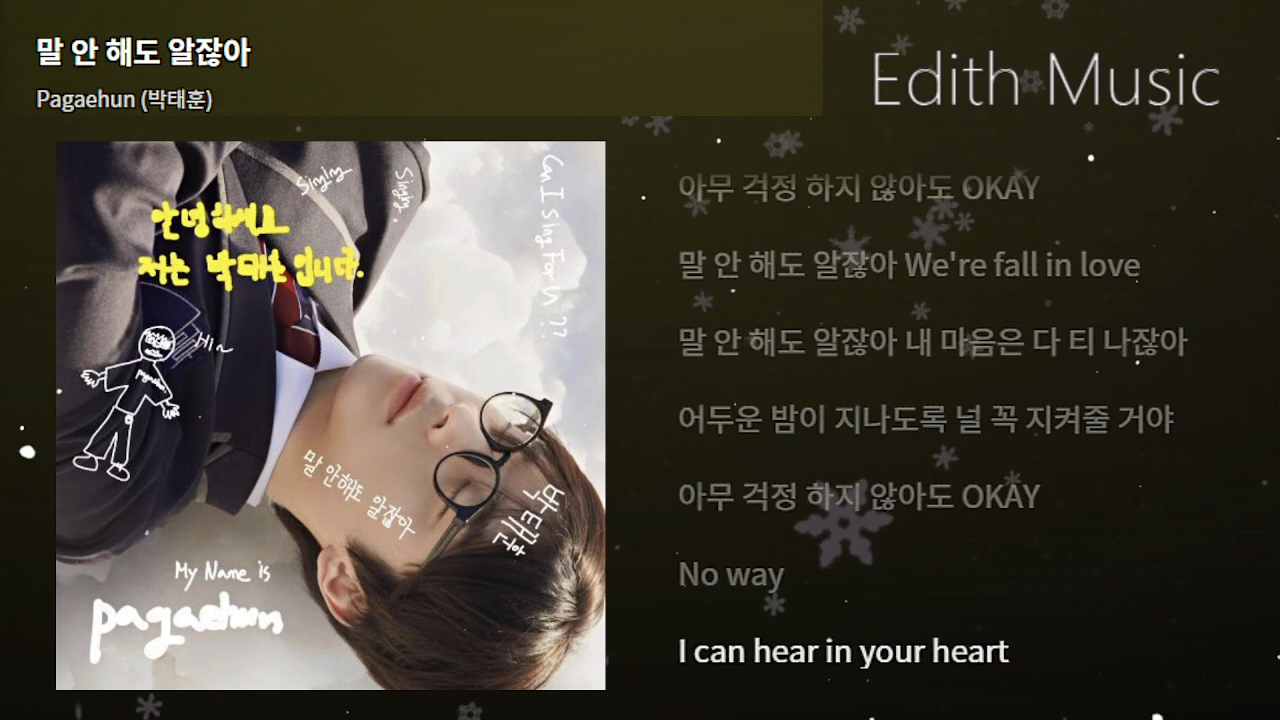 말 안 해도 알잖아
Pagaehun (박태훈)
Edith Music
Singing
Singing.
Can I sing For u ??
안녕하세요
저는 박태훈입니다.
Hi~
pagaehun.
말 안해도 알잖아
My Name is
pagaehun
아무 걱정 하지 않아도 OKAY
말 안 해도 알잖아 We're fall in love
말 안 해도 알잖아 내 마음은 다 티 나잖아
어두운 밤이 지나도록 널 꼭 지켜줄 거야
아무 걱정 하지 않아도 OKAY
No way
I can hear in your heart